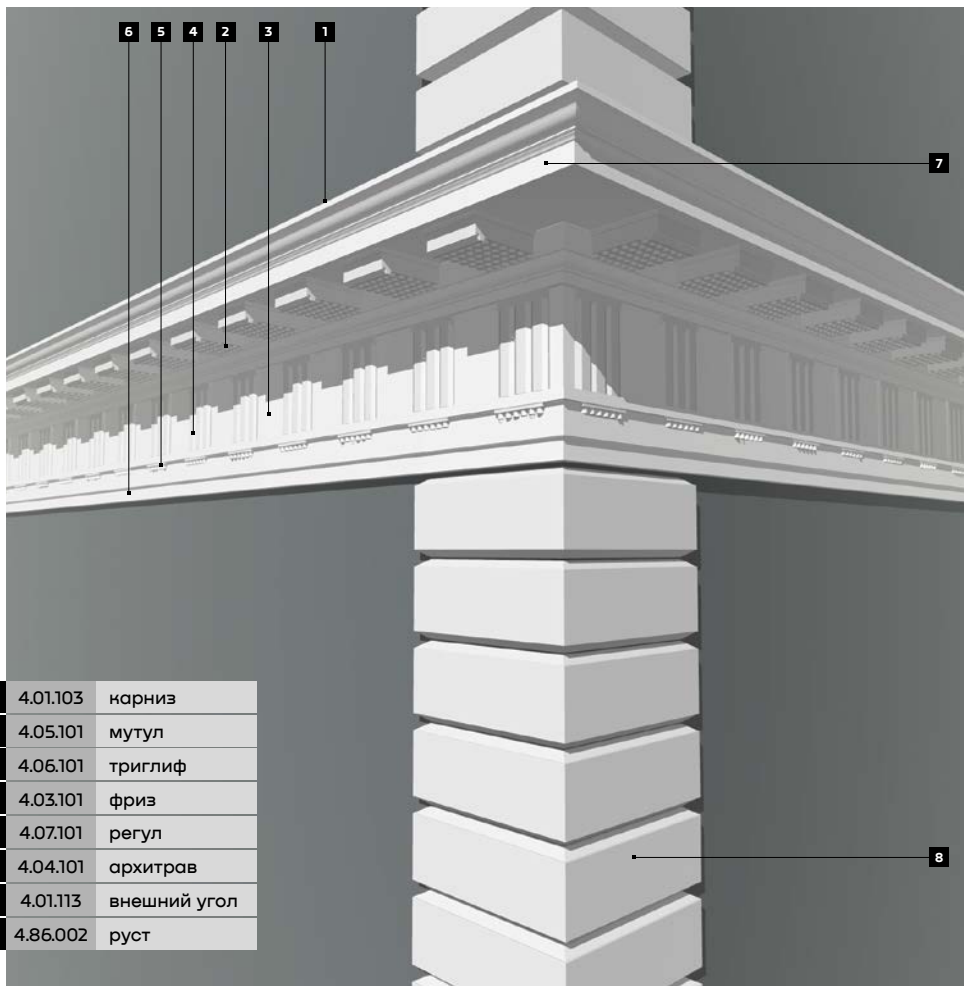 6 5 4 2 3 1
7
8
4.01.103 карниз
4.05.101 мутул
4.06.101 триглиф
4.03.101 фриз
4.07.101 регул
4.04.101 архитрав
4.01.113 внешний угол
4.86.002 руст